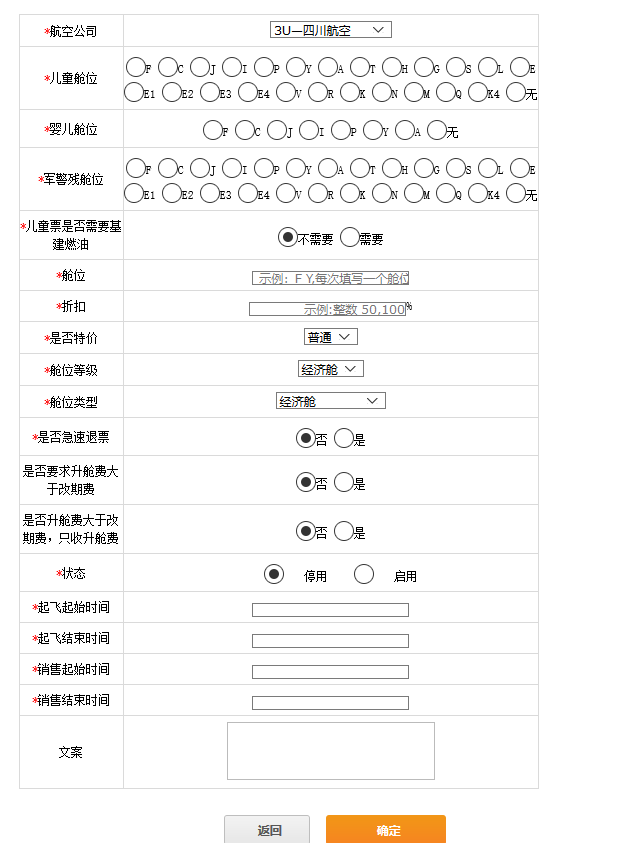 *航空公司 3U—四川航空
*儿童舱位 F C J I P Y A T H G S L E
E1 E2 E3 E4 V R K N M Q K4 无
*婴儿舱位 F C J I P Y A 无
*军警残舱位 F C J I P Y A T H G S L E
E1 E2 E3 E4 V R K N M Q K4 无
*儿童票是否需要基
建燃油 不需要 需要
*舱位 示例：F Y,每次填写一个舱位
*折扣 示例:整数 50,100%
*是否特价 普通
*舱位等级 经济舱
*舱位类型 经济舱
*是否急速退票 否 是
是否要求升舱费大
于改期费 否 是
是否升舱费大于改
期费，只收升舱费 否 是
*状态 停用 启用
*起飞起始时间
*起飞结束时间
*销售起始时间
*销售结束时间
文案
返回 确定